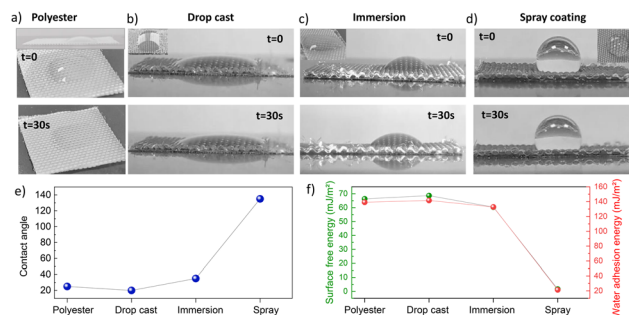 a) Polyester
b) Drop cast
c) Immersion
d) Spray coating
t=0
t=0
t=0
t=0
t=30s
t=30s
t=30s
t=30s
e)
Contact angle
140
120
100
80
60
40
20
Polyester Drop cast Immersion Spray
f)
Surface free energy (mJ/m²)
70
60
50
40
30
20
10
0
Polyester Drop cast Immersion Spray
160
140
120
100
80
60
40
20
Water adhesion energy (mJ/m²)